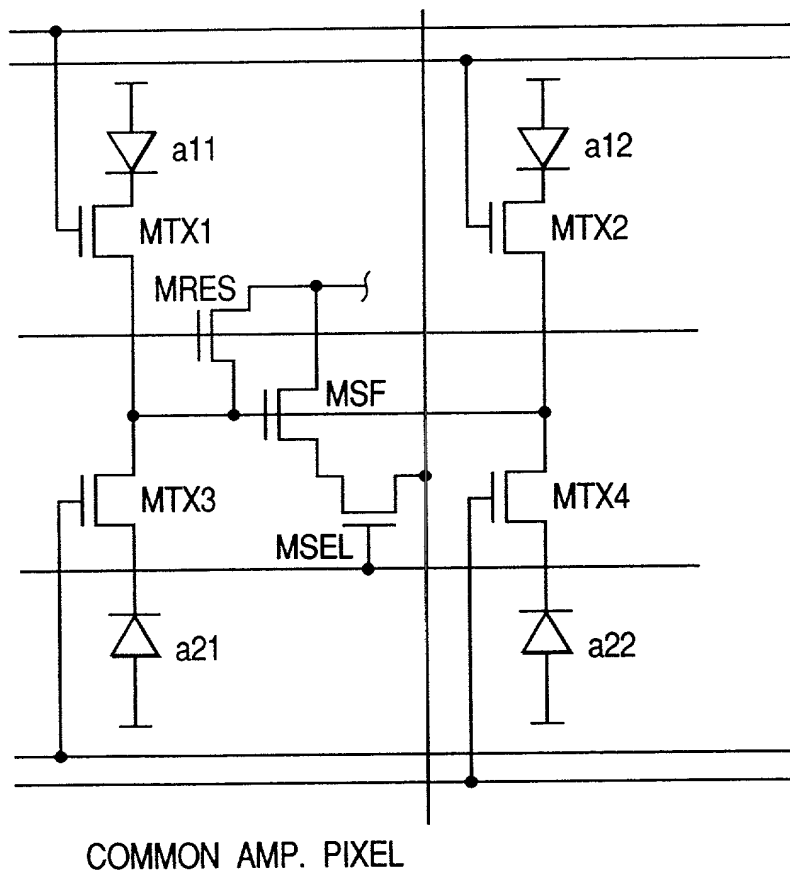 a11
a12
MTX1
MTX2
MRES
MSF
MTX3
MTX4
MSEL
a21
a22
COMMON AMP. PIXEL